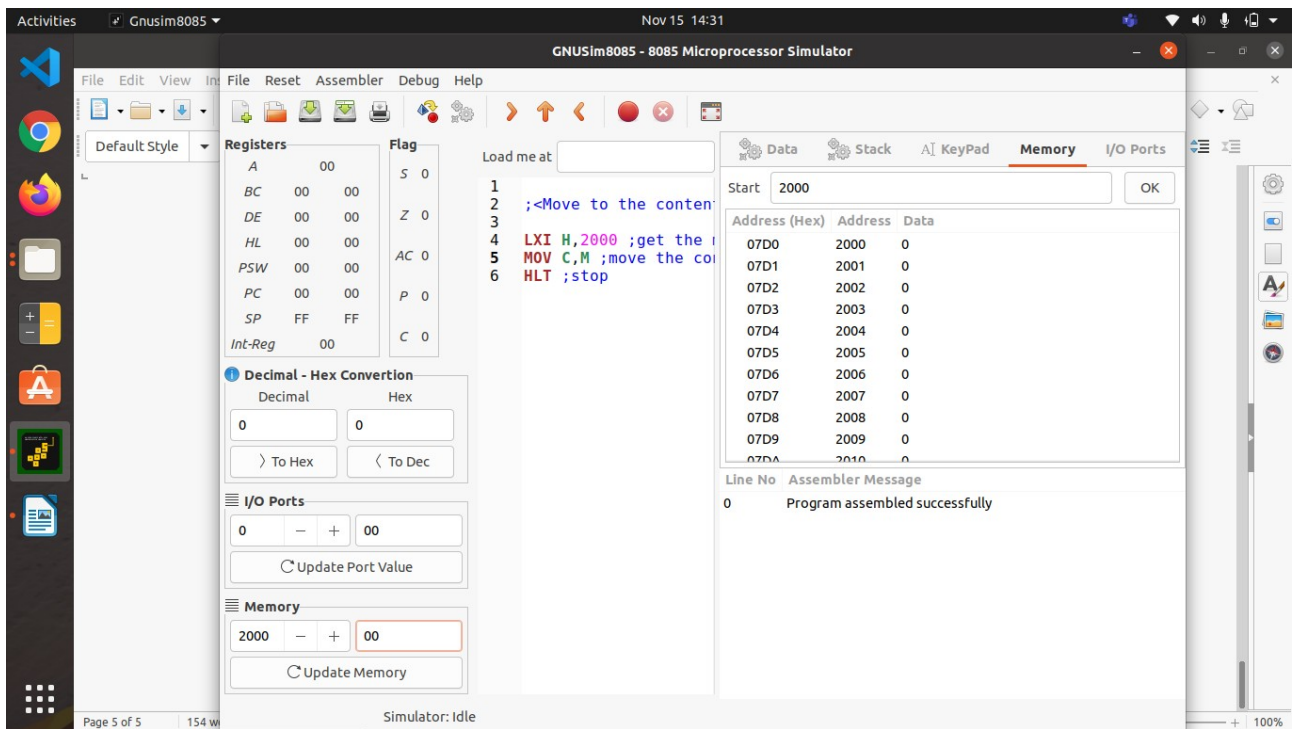 Activities Gnusim8085 Nov 15 14:31
GNUSim8085 - 8085 Microprocessor Simulator
File Edit View In
File Reset Assembler Debug Help
Default Style
Registers
A 00
BC 00 00
DE 00 00
HL 00 00
PSW 00 00
PC 00 00
SP FF FF
Int-Reg 00
Flag
S 0
Z 0
AC 0
P 0
C 0
Decimal - Hex Convertion
Decimal Hex
0 0
To Hex To Dec
I/O Ports
0 − + 00
Update Port Value
Memory
2000 − + 00
Update Memory
Load me at
1
2 ;<Move to the conten
3
4 LXI H,2000 ;get the
5 MOV C,M ;move the co
6 HLT ;stop
Data Stack KeyPad Memory I/O Ports
Start 2000 OK
Address (Hex) Address Data
07D0 2000 0
07D1 2001 0
07D2 2002 0
07D3 2003 0
07D4 2004 0
07D5 2005 0
07D6 2006 0
07D7 2007 0
07D8 2008 0
07D9 2009 0
07DA 2010 0
Line No Assembler Message
0 Program assembled successfully
Simulator: Idle
Page 5 of 5 154 w
100%